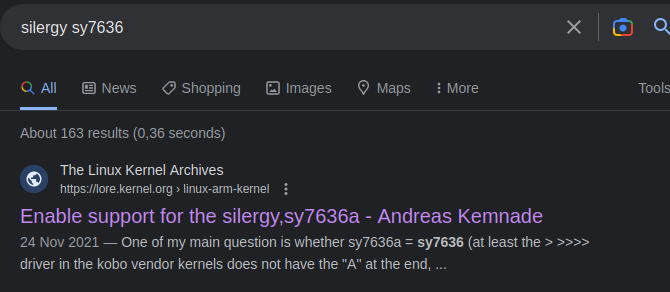 silergy sy7636
All News Shopping Images Maps More Tools
About 163 results (0,36 seconds)
The Linux Kernel Archives
https://lore.kernel.org › linux-arm-kernel
Enable support for the silergy,sy7636a - Andreas Kemnade
24 Nov 2021 — One of my main question is whether sy7636a = sy7636 (at least the > >>>>
driver in the kobo vendor kernels does not have the "A" at the end, ...